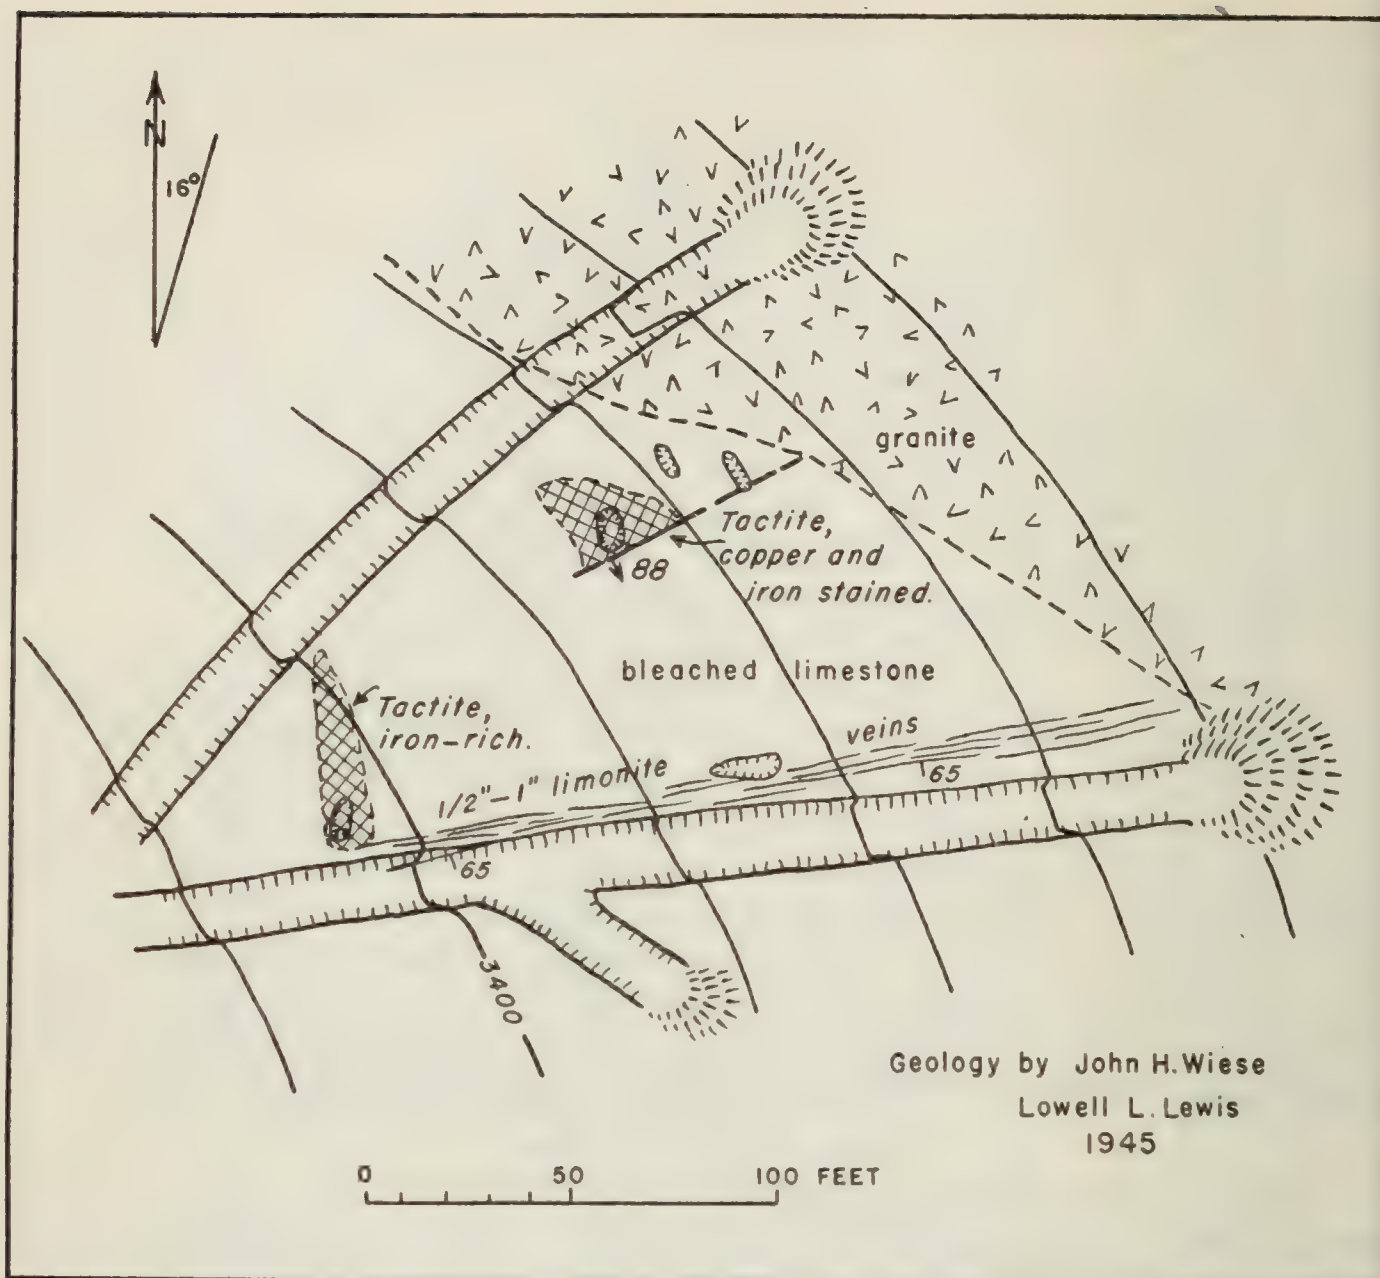 N
16°
granite
Tactite,
copper and
iron stained.
88
bleached limestone
Tactite,
iron-rich.
1/2"-1" limonite veins
65
65
3400
Geology by John H. Wiese
Lowell L. Lewis
1945
0 50 100 FEET